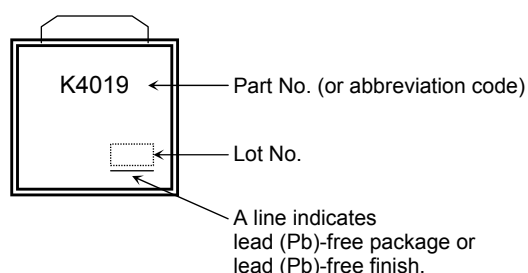 K4019
Part No. (or abbreviation code)
Lot No.
A line indicates
lead (Pb)-free package or
lead (Pb)-free finish.